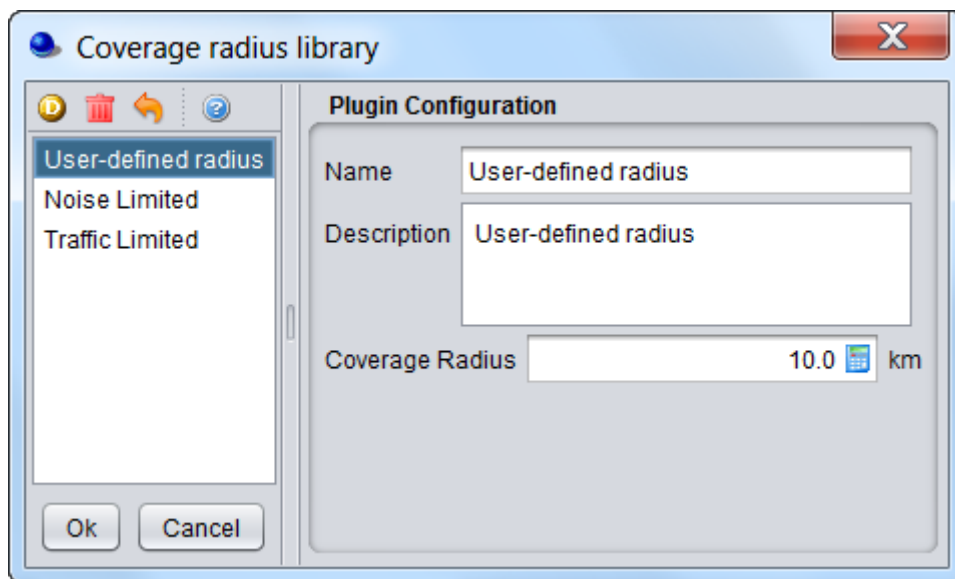 Coverage radius library
X
D
?
User-defined radius
Noise Limited
Traffic Limited
Ok Cancel
Plugin Configuration
Name User-defined radius
Description User-defined radius
Coverage Radius 10.0 km